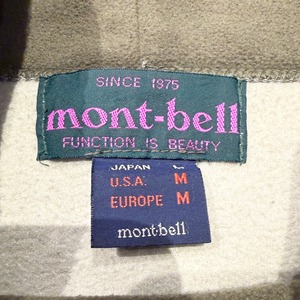 SINCE 1975
mont-bell
FUNCTION IS BEAUTY
JAPAN L
U.S.A. M
EUROPE M
mont-bell